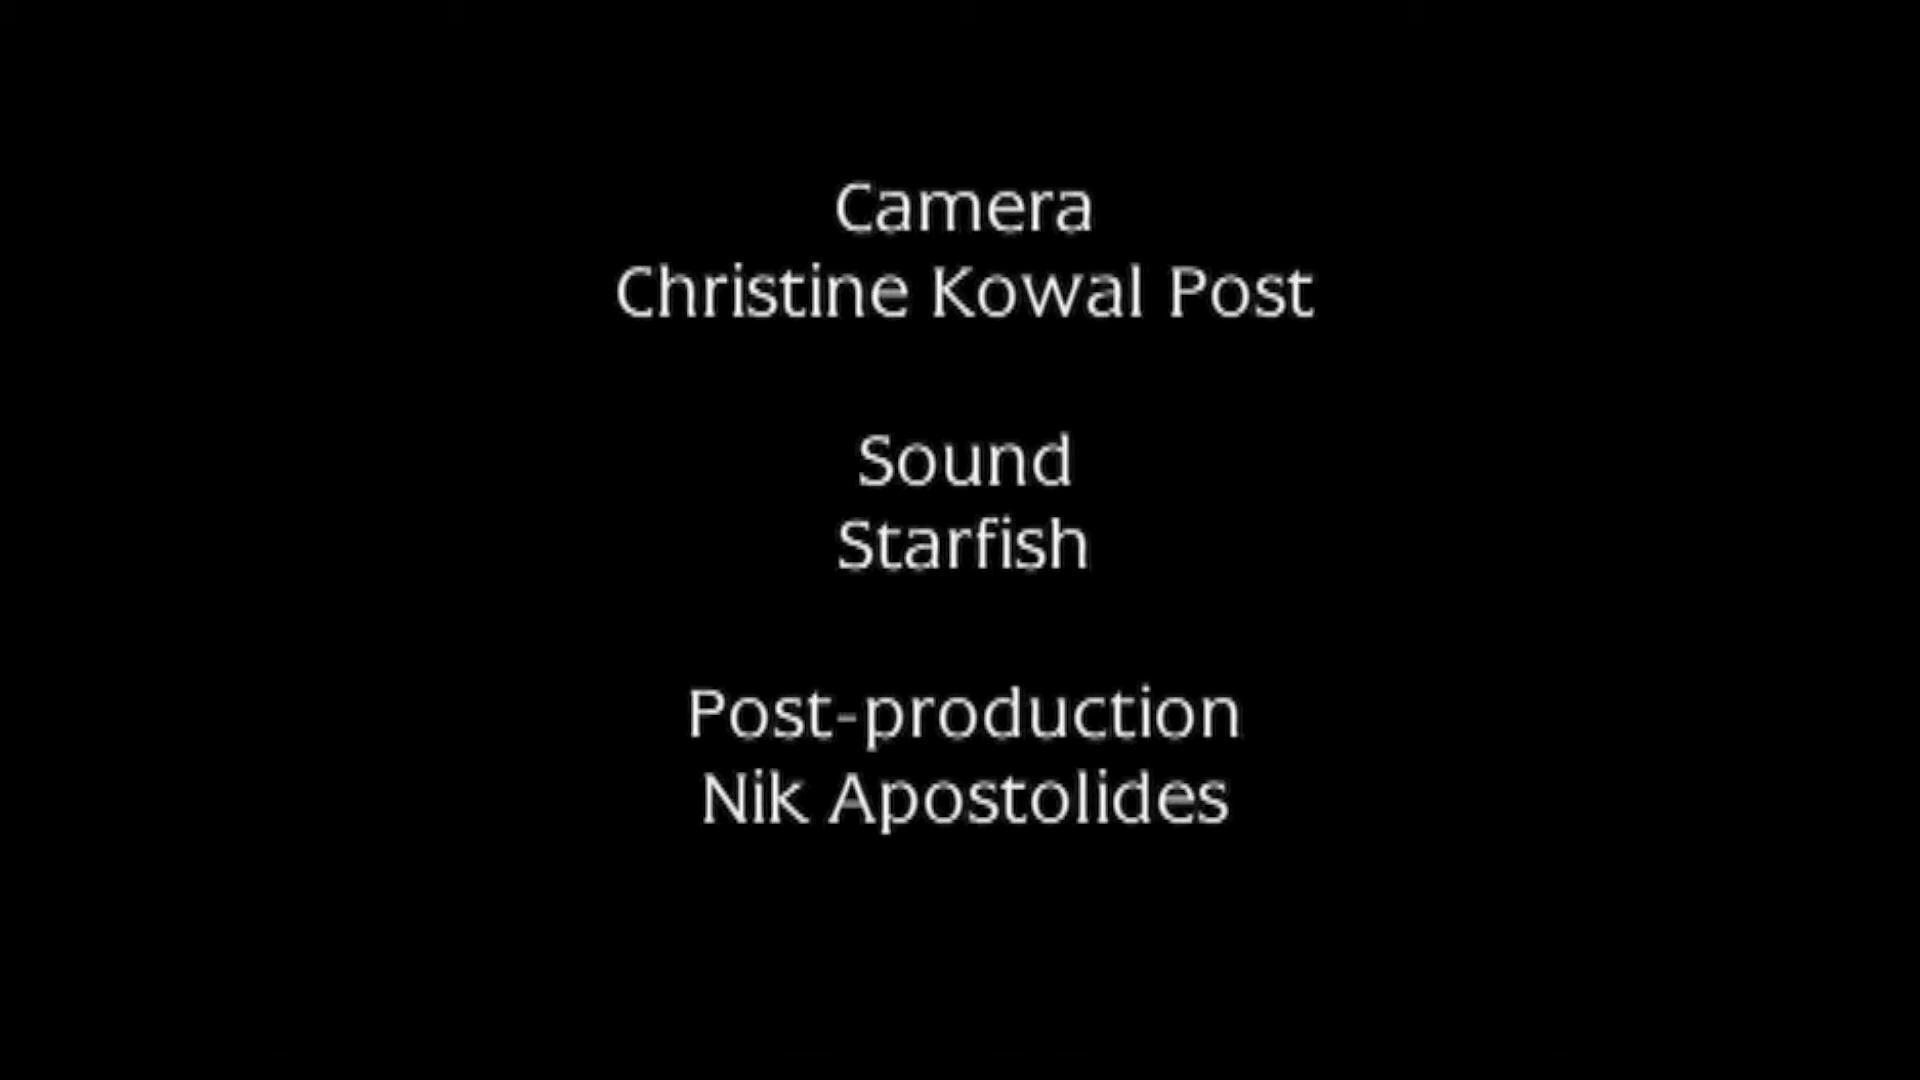 Camera
Christine Kowal Post
Sound
Starfish
Post-production
Nik Apostolides